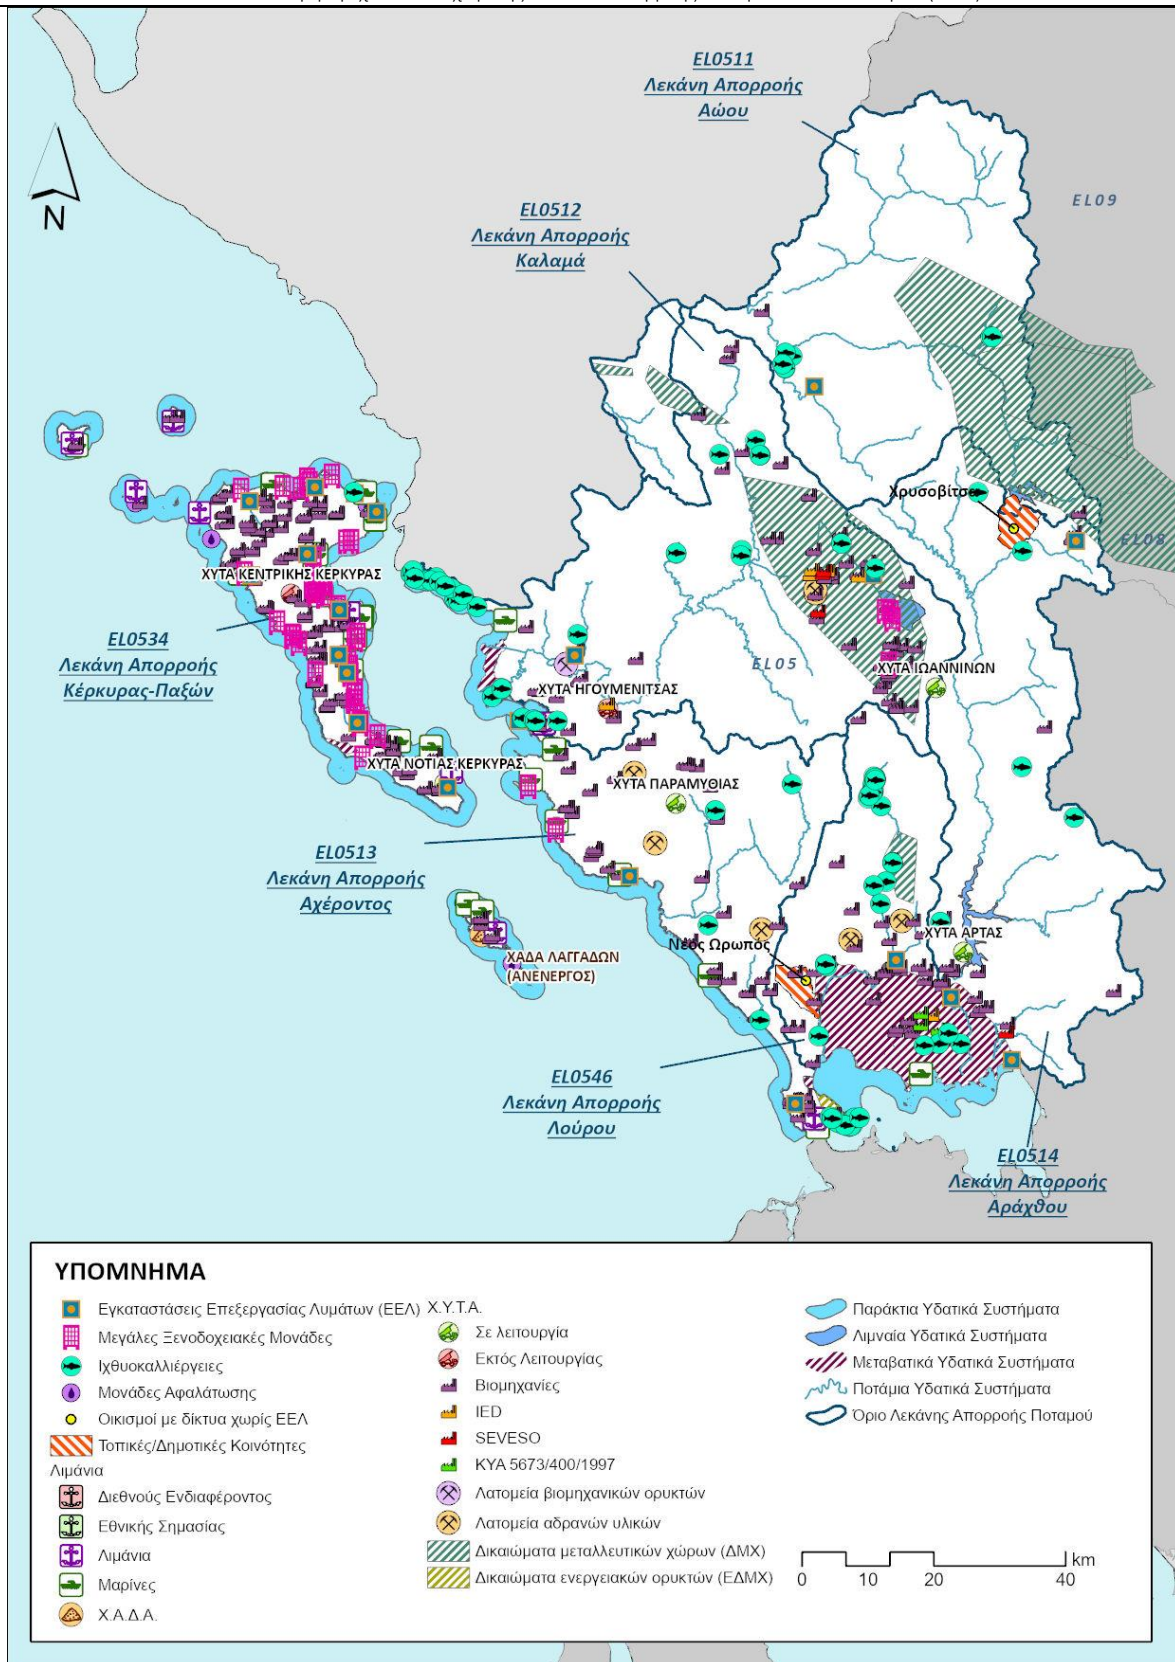 EL0511
Λεκάνη Απορροής
Αώου
EL09
N
EL0512
Λεκάνη Απορροής
Καλαμά
Χρυσοβίτσα
EL08
ΧΥΤΑ ΚΕΝΤΡΙΚΗΣ ΚΕΡΚΥΡΑΣ
EL0534
Λεκάνη Απορροής
Κέρκυρας-Παξών
EL05
ΧΥΤΑ ΙΩΑΝΝΙΝΩΝ
ΧΥΤΑ ΗΓΟΥΜΕΝΙΤΣΑΣ
ΧΥΤΑ ΝΟΤΙΑΣ ΚΕΡΚΥΡΑΣ
ΧΥΤΑ ΠΑΡΑΜΥΘΙΑΣ
EL0513
Λεκάνη Απορροής
Αχέροντος
ΧΥΤΑ ΑΡΤΑΣ
Νέος Ωρωπός
ΧΑΔΑ ΛΑΓΓΑΔΩΝ
(ΑΝΕΝΕΡΓΟΣ)
EL0546
Λεκάνη Απορροής
Λούρου
EL0514
Λεκάνη Απορροής
Αράχθου
ΥΠΟΜΝΗΜΑ
Εγκαταστάσεις Επεξεργασίας Λυμάτων (ΕΕΛ)
Μεγάλες Ξενοδοχειακές Μονάδες
Ιχθυοκαλλιέργειες
Μονάδες Αφαλάτωσης
Οικισμοί με δίκτυα χωρίς ΕΕΛ
Τοπικές/Δημοτικές Κοινότητες
Λιμάνια
Διεθνούς Ενδιαφέροντος
Εθνικής Σημασίας
Λιμάνια
Μαρίνες
Χ.Α.Δ.Α.
Χ.Υ.Τ.Α.
Σε λειτουργία
Εκτός Λειτουργίας
Βιομηχανίες
IED
SEVESO
ΚΥΑ 5673/400/1997
Λατομεία βιομηχανικών ορυκτών
Λατομεία αδρανών υλικών
Δικαιώματα μεταλλευτικών χώρων (ΔΜΧ)
Δικαιώματα ενεργειακών ορυκτών (ΕΔΜΧ)
Παράκτια Υδατικά Συστήματα
Λιμναία Υδατικά Συστήματα
Μεταβατικά Υδατικά Συστήματα
Ποτάμια Υδατικά Συστήματα
Όριο Λεκάνης Απορροής Ποταμού
km
0 10 20 40